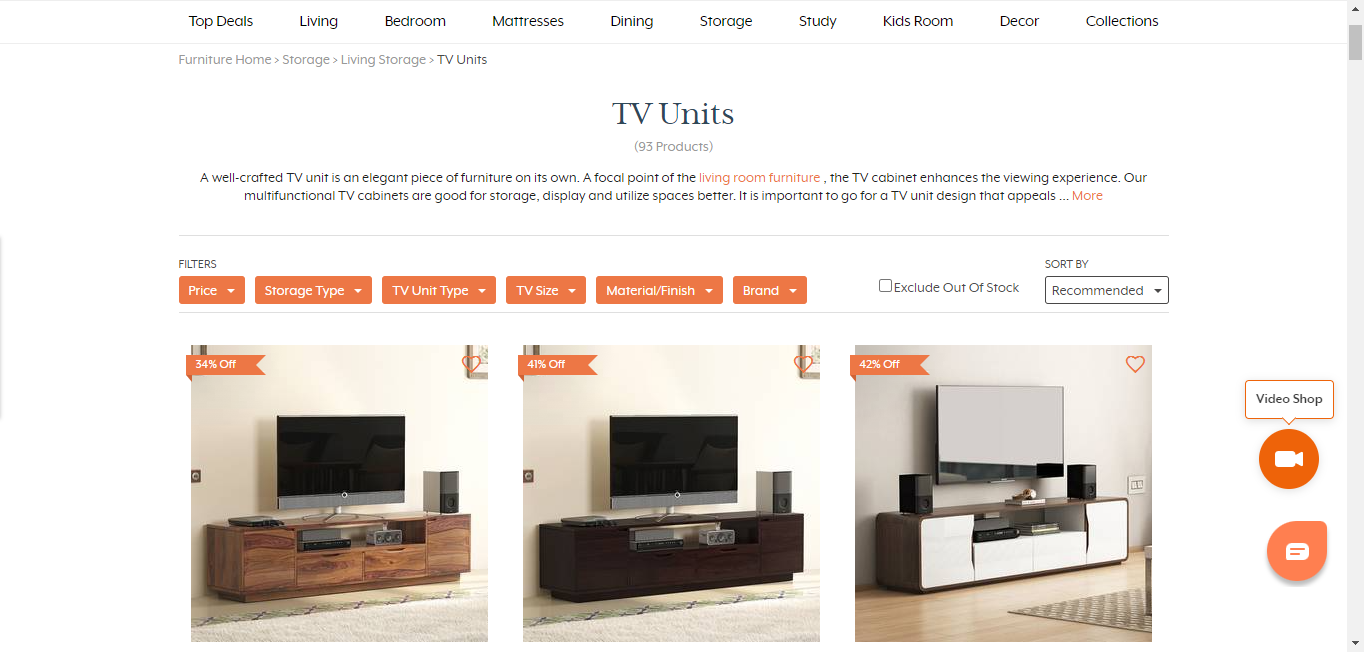 Top Deals Living Bedroom Mattresses Dining Storage Study Kids Room Decor Collections
Furniture Home > Storage > Living Storage > TV Units
TV Units
(93 Products)
A well-crafted TV unit is an elegant piece of furniture on its own. A focal point of the living room furniture , the TV cabinet enhances the viewing experience. Our
multifunctional TV cabinets are good for storage, display and utilize spaces better. It is important to go for a TV unit design that appeals ... More
FILTERS
SORT BY
Price Storage Type TV Unit Type TV Size Material/Finish Brand
Exclude Out Of Stock
Recommended
34% Off
41% Off
42% Off
Video Shop